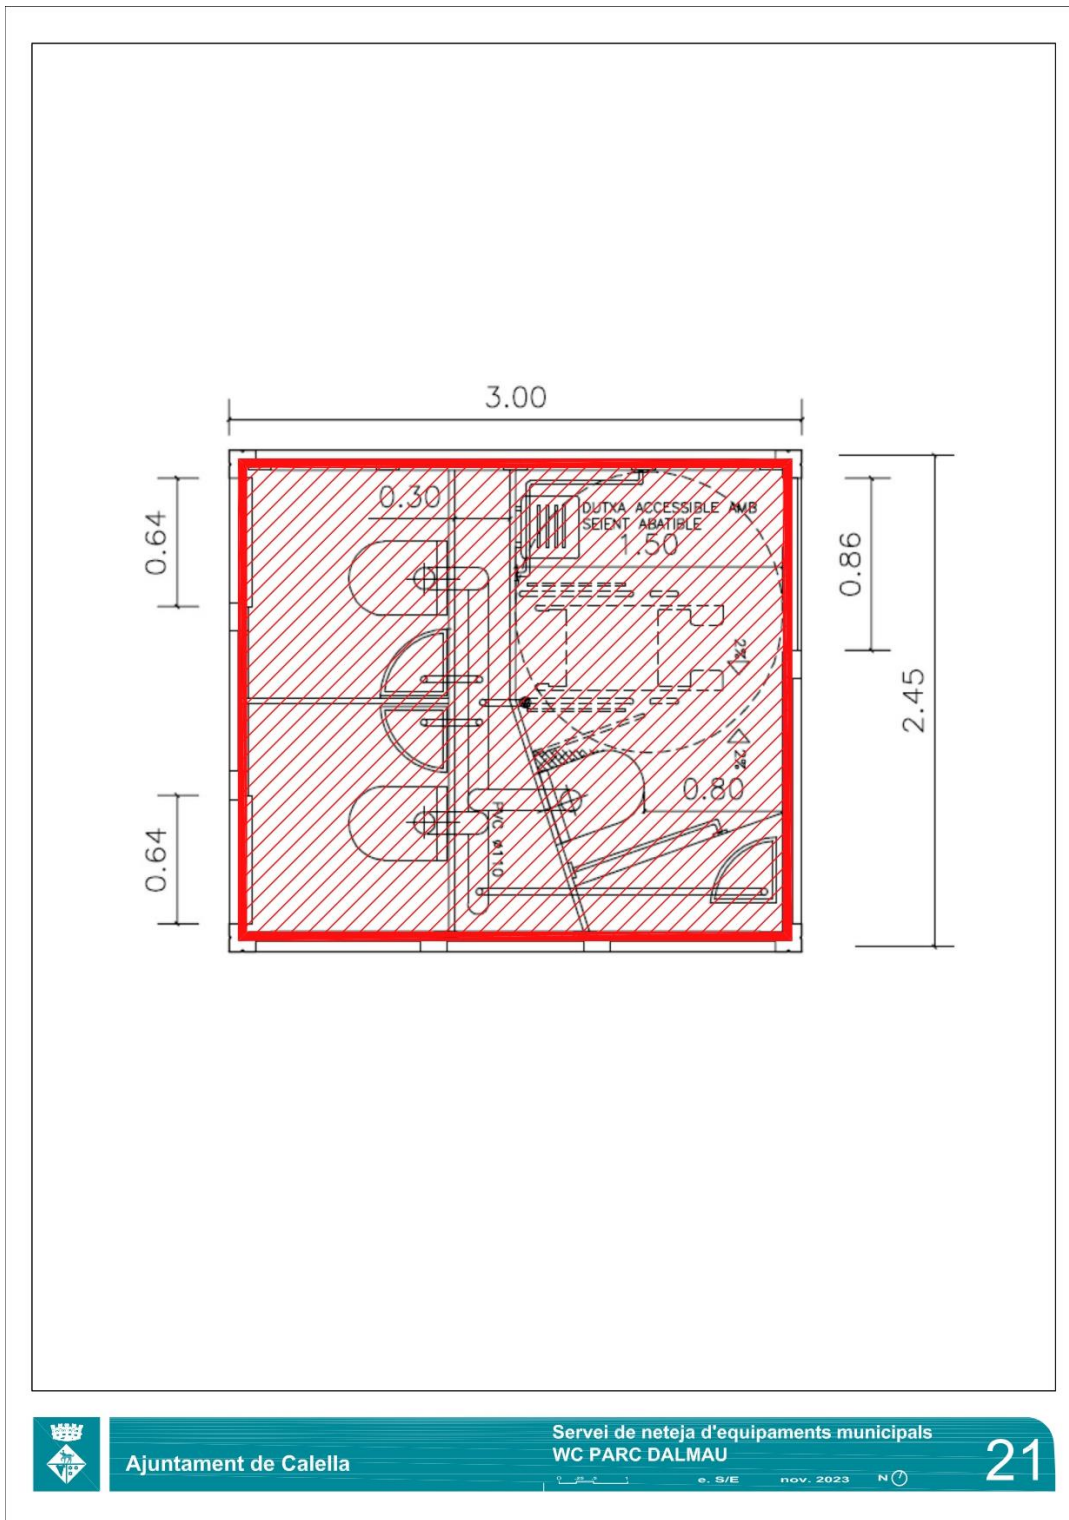 3.00
0.30
DUTXA ACCESSIBLE AMB
SEIENT ABATIBLE
1.50
0.64
0.86
2%
2.45
2%
0.80
PVC ø110
0.64
Ajuntament de Calella
Servei de neteja d'equipaments municipals
WC PARC DALMAU
e. S/E nov. 2023 N
21